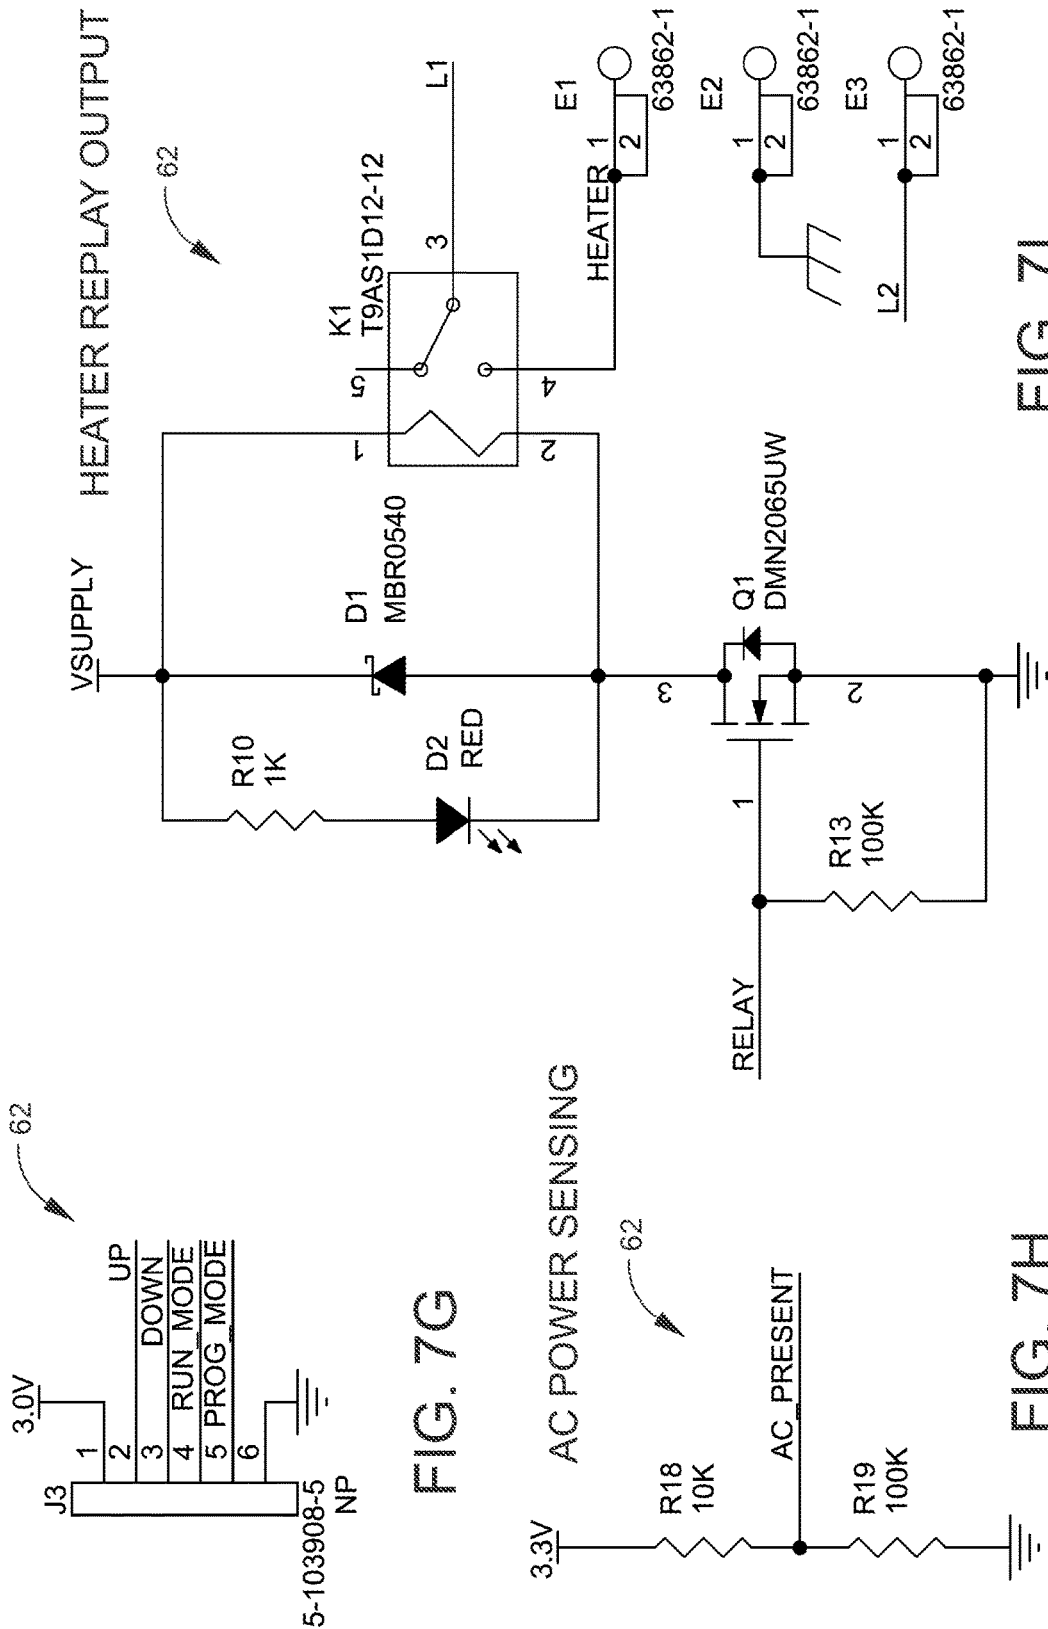 62
3.0V
J3
1
2
3
4
5
6
UP
DOWN
RUN_MODE
PROG_MODE
5-103908-5
NP
FIG. 7G
AC POWER SENSING
62
3.3V
R18
10K
AC_PRESENT
R19
100K
FIG. 7H
HEATER REPLAY OUTPUT
62
VSUPPLY
R10
1K
D2
RED
D1
MBR0540
K1
T9AS1D12-12
1
5
3
L1
2
4
HEATER
E1
1
2
63862-1
E2
1
2
63862-1
L2
E3
1
2
63862-1
3
Q1
DMN2065UW
1
2
RELAY
R13
100K
FIG. 7I